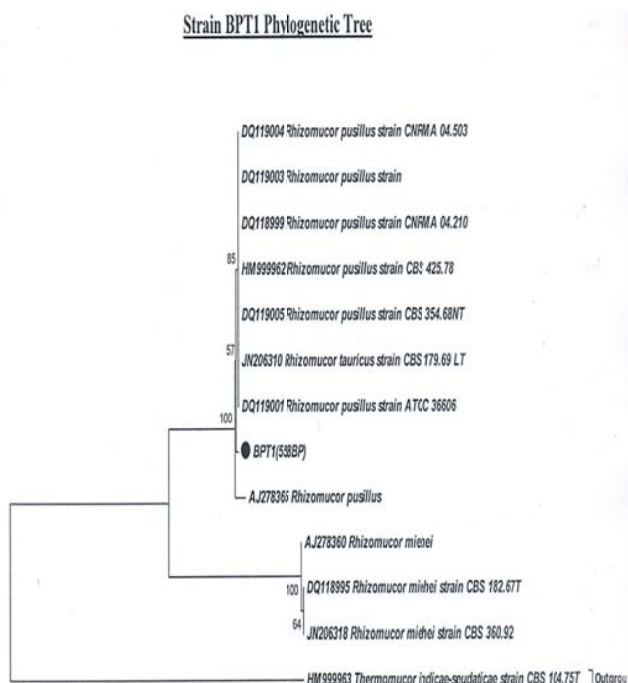 Strain BPT1 Phylogenetic Tree
DQ119004 Rhizomucor pusillus strain CNRMA 04.503
DQ119003 Rhizomucor pusillus strain
DQ118999 Rhizomucor pusillus strain CNRMA 04.210
85
HM999962 Rhizomucor pusillus strain CBS 425.78
DQ119005 Rhizomucor pusillus strain CBS 354.68NT
57
JN206310 Rhizomucor tauricus strain CBS 179.69 LT
DQ119001 Rhizomucor pusillus strain ATCC 36606
100
BPT1(558BP)
AJ278365 Rhizomucor pusillus
AJ278360 Rhizomucor miehei
100
DQ118995 Rhizomucor miehei strain CBS 182.67T
64
JN206318 Rhizomucor miehei strain CBS 360.92
HM999963 Thermomucor indicae-seudaticae strain CBS 104.75T Outgrou